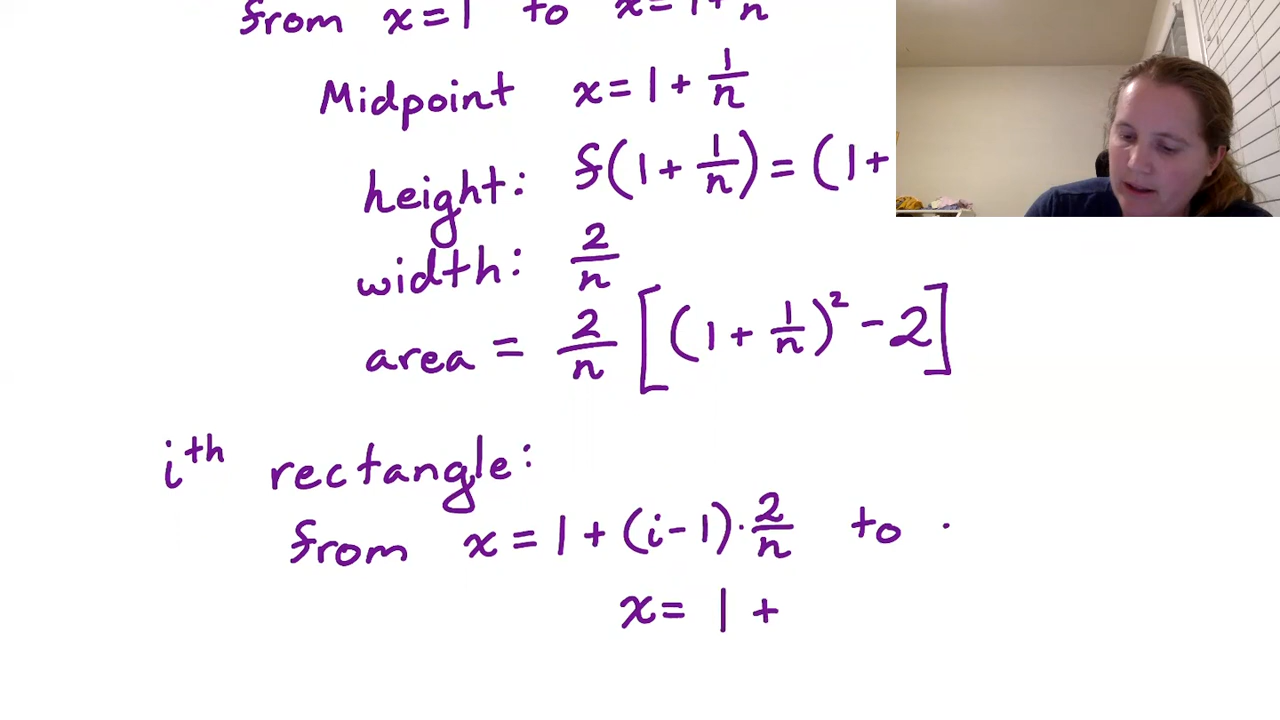 from x = 1 to x = 1 + 2/n
Midpoint x = 1 + 1/n
height: f(1 + 1/n) = (1 +
width: 2/n
area = 2/n [(1 + 1/n)² - 2]
iᵗʰ rectangle:
from x = 1 + (i - 1) · 2/n to
x = 1 +